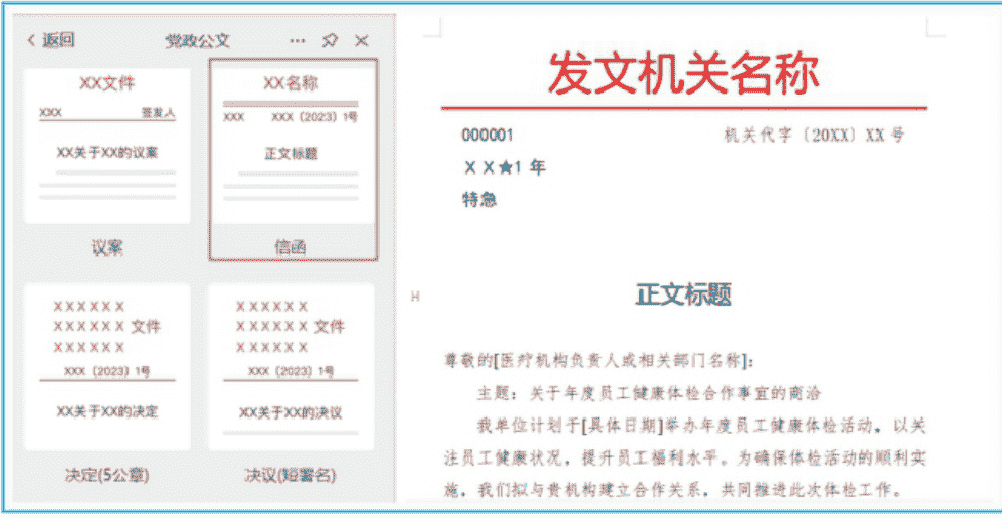 返回 党政公文
XX文件
XXX 签发人
XX关于XX的议案
议案
XX名称
XXX XXX〔2023〕1号
正文标题
信函
XXXXXX
XXXXXX 文件
XXXXXX
XXX〔2023〕1号
XX关于XX的决定
决定(5公章)
XXXXXX
XXXXXX 文件
XXXXXX
XXX〔2023〕1号
XX关于XX的决议
决议(短署名)
发文机关名称
000001 机关代字〔20XX〕XX 号
X X★1 年
特急
正文标题
尊敬的[医疗机构负责人或相关部门名称]:
主题：关于年度员工健康体检合作事宜的商洽
我单位计划于[具体日期]举办年度员工健康体检活动，以关
注员工健康状况，提升员工福利水平。为确保体检活动的顺利实
施，我们拟与贵机构建立合作关系，共同推进此次体检工作。